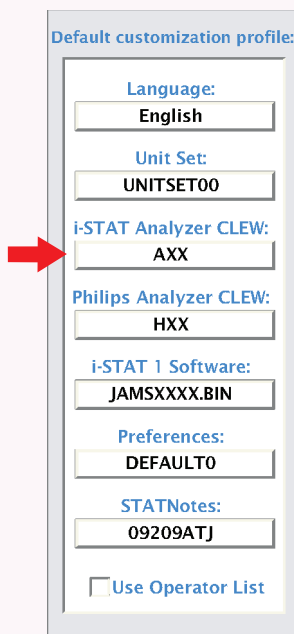 Default customization profile:
Language:
English
Unit Set:
UNITSET00
i-STAT Analyzer CLEW:
AXX
Philips Analyzer CLEW:
HXX
i-STAT 1 Software:
JAMSXXXX.BIN
Preferences:
DEFAULT0
STATNotes:
09209ATJ
Use Operator List